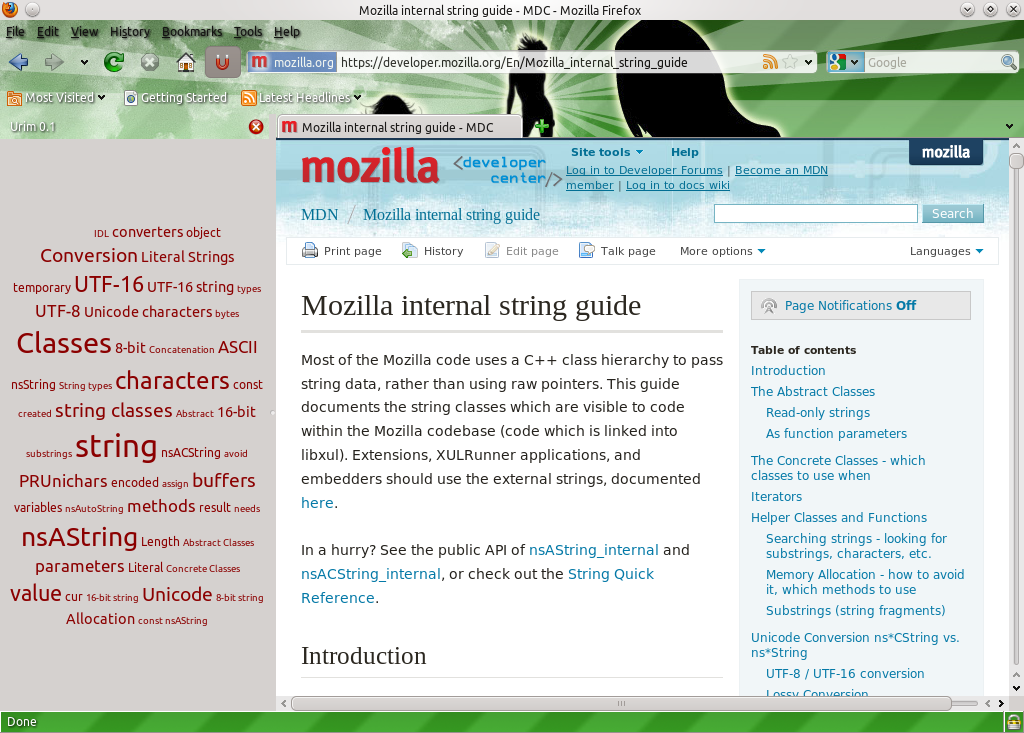 Mozilla internal string guide - MDC - Mozilla Firefox
File Edit View History Bookmarks Tools Help
mozilla.org https://developer.mozilla.org/En/Mozilla_internal_string_guide Google
Most Visited Getting Started Latest Headlines
Urim 0.1
Mozilla internal string guide - MDC
IDL converters object
Conversion Literal Strings
temporary UTF-16 UTF-16 string types
UTF-8 Unicode characters bytes
Classes 8-bit Concatenation ASCII
nsString String types characters const
created string classes Abstract 16-bit
substrings string nsACString avoid
PRUnichars encoded assign buffers
variables nsAutoString methods result needs
nsAString Length Abstract Classes
parameters Literal Concrete Classes
value cur 16-bit string Unicode 8-bit string
Allocation const nsAString
mozilla <developer center/>
Site tools Help
Log in to Developer Forums | Become an MDN
member | Log in to docs wiki
mozilla
MDN / Mozilla internal string guide
Search
Print page History Edit page Talk page More options Languages
Mozilla internal string guide
Most of the Mozilla code uses a C++ class hierarchy to pass
string data, rather than using raw pointers. This guide
documents the string classes which are visible to code
within the Mozilla codebase (code which is linked into
libxul). Extensions, XULRunner applications, and
embedders should use the external strings, documented
here.
In a hurry? See the public API of nsAString_internal and
nsACString_internal, or check out the String Quick
Reference.
Introduction
Page Notifications Off
Table of contents
Introduction
The Abstract Classes
Read-only strings
As function parameters
The Concrete Classes - which
classes to use when
Iterators
Helper Classes and Functions
Searching strings - looking for
substrings, characters, etc.
Memory Allocation - how to avoid
it, which methods to use
Substrings (string fragments)
Unicode Conversion ns*CString vs.
ns*String
UTF-8 / UTF-16 conversion
Lossy Conversion
Done